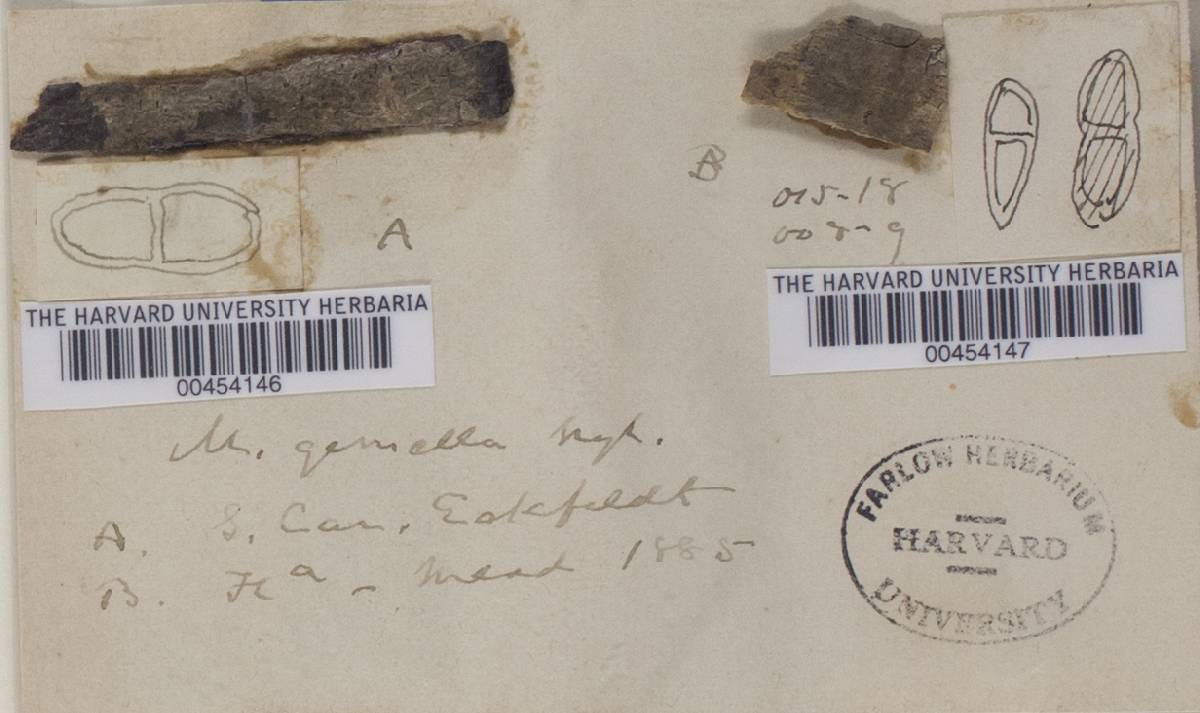 A
B
015-18
008-9
THE HARVARD UNIVERSITY HERBARIA
00454146
THE HARVARD UNIVERSITY HERBARIA
00454147
M. gemella Nyl.
A. S. Car. Eckfeldt
B. Fla - Mead 1885
FARLOW HERBARIUM
HARVARD
UNIVERSITY